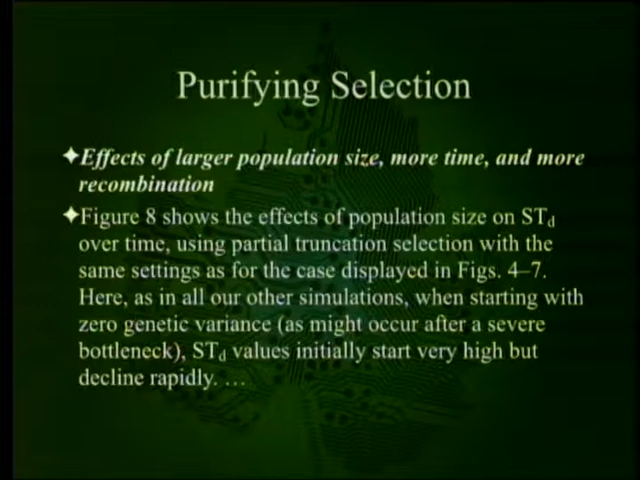 Purifying Selection
✦Effects of larger population size, more time, and more
recombination
✦Figure 8 shows the effects of population size on STd
over time, using partial truncation selection with the
same settings as for the case displayed in Figs. 4–7.
Here, as in all our other simulations, when starting with
zero genetic variance (as might occur after a severe
bottleneck), STd values initially start very high but
decline rapidly. …